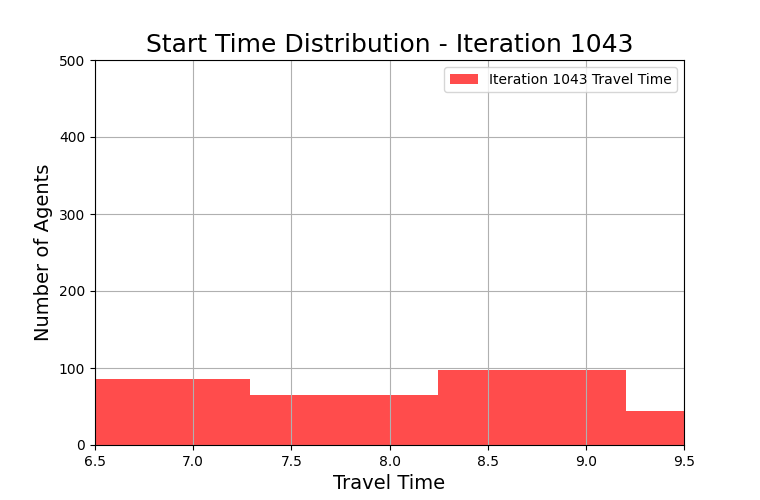 Start Time Distribution - Iteration 1043
500
Iteration 1043 Travel Time
400
300
200
100
0
Number of Agents
6.5 7.0 7.5 8.0 8.5 9.0 9.5
Travel Time